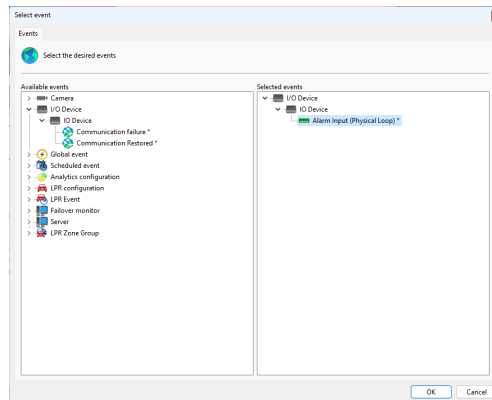 Select event
Events
Select the desired events
Available events
Camera
I/O Device
IO Device
Communication failure *
Communication Restored *
Global event
Scheduled event
Analytics configuration
LPR configuration
LPR Event
Failover monitor
Server
LPR Zone Group
Selected events
I/O Device
IO Device
Alarm Input (Physical Loop) *
OK
Cancel